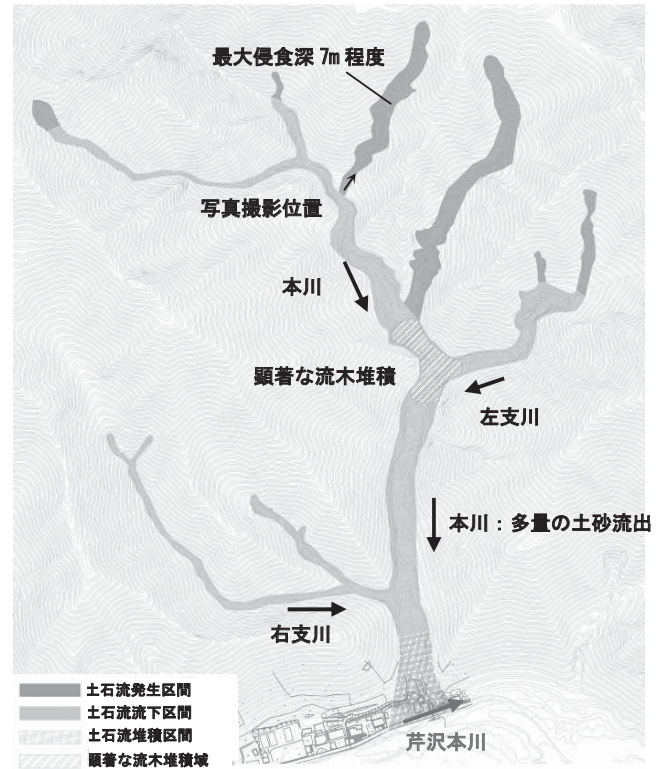 最大侵食深 7m 程度
写真撮影位置
本川
顕著な流木堆積
左支川
本川：多量の土砂流出
右支川
土石流発生区間
土石流流下区間
土石流堆積区間
顕著な流木堆積域
芹沢本川